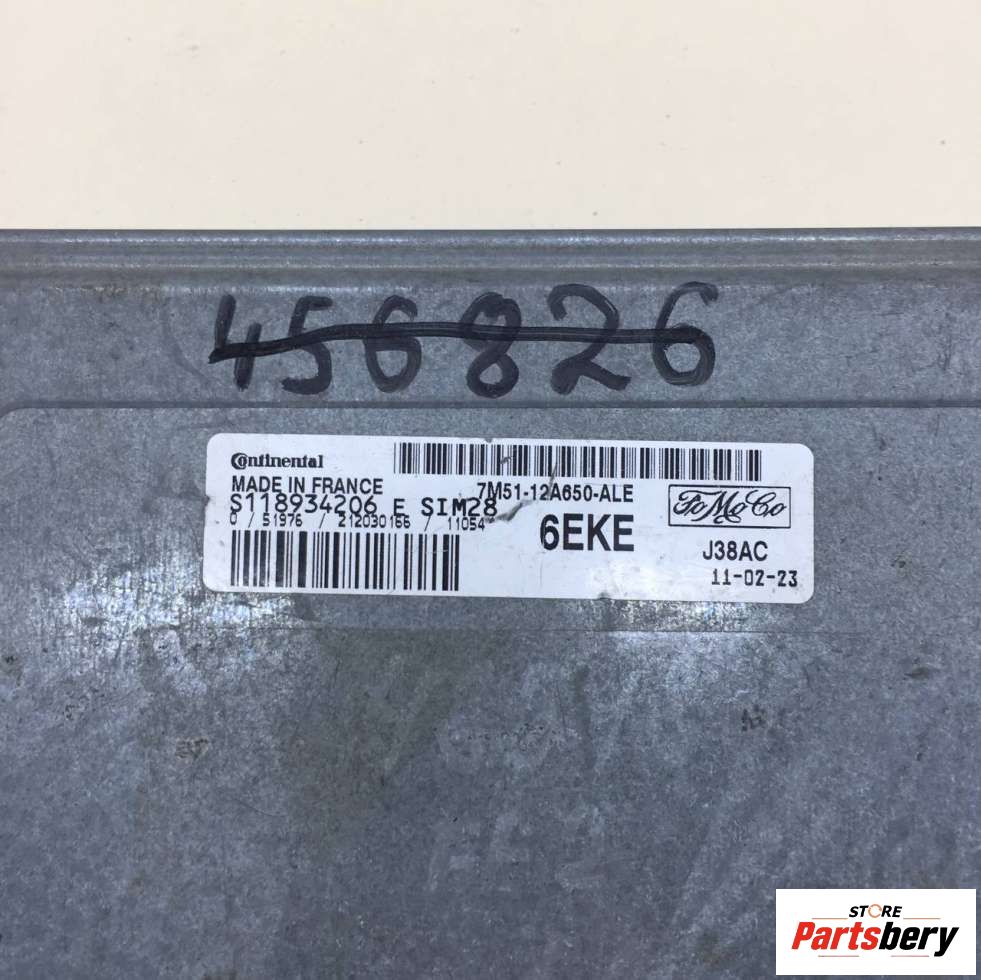 456826
Continental
MADE IN FRANCE
7M51-12A650-ALE
S118934206 E SIM28
0 / 51976 / 212030166 / 11054
6EKE
FoMoCo
J38AC
11-02-23
STORE
Partsbery